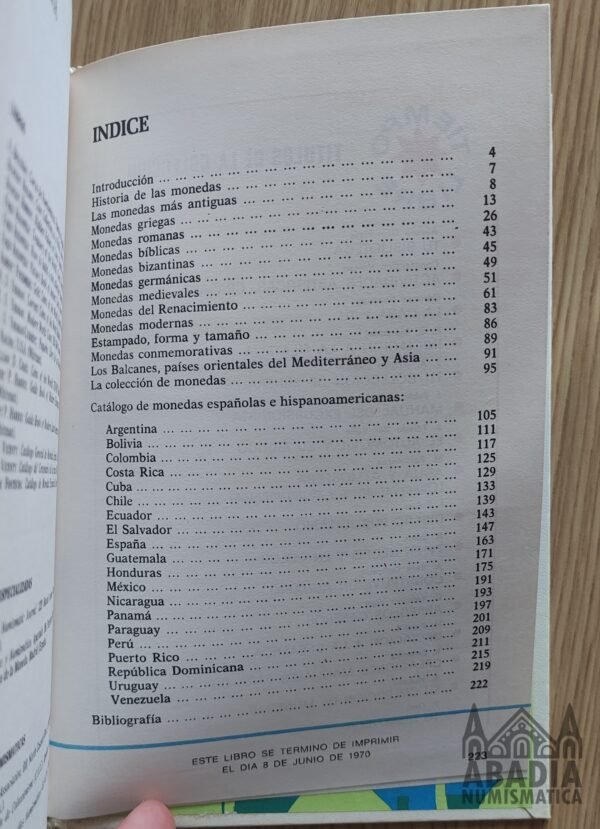 INDICE
Introducción ... ... ... ... ... ... ... ... ... ... ... ... 4
Historia de las monedas ... ... ... ... ... ... ... ... ... 7
Las monedas más antiguas ... ... ... ... ... ... ... ... 8
Monedas griegas ... ... ... ... ... ... ... ... ... ... ... 13
Monedas romanas ... ... ... ... ... ... ... ... ... ... 26
Monedas bíblicas ... ... ... ... ... ... ... ... ... ... ... 43
Monedas bizantinas ... ... ... ... ... ... ... ... ... ... 45
Monedas germánicas ... ... ... ... ... ... ... ... ... ... 49
Monedas medievales ... ... ... ... ... ... ... ... ... ... 51
Monedas del Renacimiento ... ... ... ... ... ... ... ... 61
Monedas modernas ... ... ... ... ... ... ... ... ... ... 83
Estampado, forma y tamaño ... ... ... ... ... ... ... ... 86
Monedas conmemorativas ... ... ... ... ... ... ... ... ... 89
Los Balcanes, países orientales del Mediterráneo y Asia ... ... 91
La colección de monedas ... ... ... ... ... ... ... ... ... 95
Catálogo de monedas españolas e hispanoamericanas:
Argentina ... ... ... ... ... ... ... ... ... ... ... 105
Bolivia ... ... ... ... ... ... ... ... ... ... ... ... 111
Colombia ... ... ... ... ... ... ... ... ... ... ... 117
Costa Rica ... ... ... ... ... ... ... ... ... ... ... 125
Cuba ... ... ... ... ... ... ... ... ... ... ... ... 129
Chile ... ... ... ... ... ... ... ... ... ... ... ... 133
Ecuador ... ... ... ... ... ... ... ... ... ... ... 139
El Salvador ... ... ... ... ... ... ... ... ... ... 143
España ... ... ... ... ... ... ... ... ... ... ... 147
Guatemala ... ... ... ... ... ... ... ... ... ... 163
Honduras ... ... ... ... ... ... ... ... ... ... ... 171
México ... ... ... ... ... ... ... ... ... ... ... 175
Nicaragua ... ... ... ... ... ... ... ... ... ... 191
Panamá ... ... ... ... ... ... ... ... ... ... ... 193
Paraguay ... ... ... ... ... ... ... ... ... ... ... 197
Perú ... ... ... ... ... ... ... ... ... ... ... ... 201
Puerto Rico ... ... ... ... ... ... ... ... ... ... 209
República Dominicana ... ... ... ... ... ... ... ... 211
Uruguay ... ... ... ... ... ... ... ... ... ... ... 215
Venezuela ... ... ... ... ... ... ... ... ... ... 219
Bibliografía ... ... ... ... ... ... ... ... ... ... ... 222
ESTE LIBRO SE TERMINO DE IMPRIMIR
EL DIA 8 DE JUNIO DE 1970
223
ABADIA
NUMISMATICA